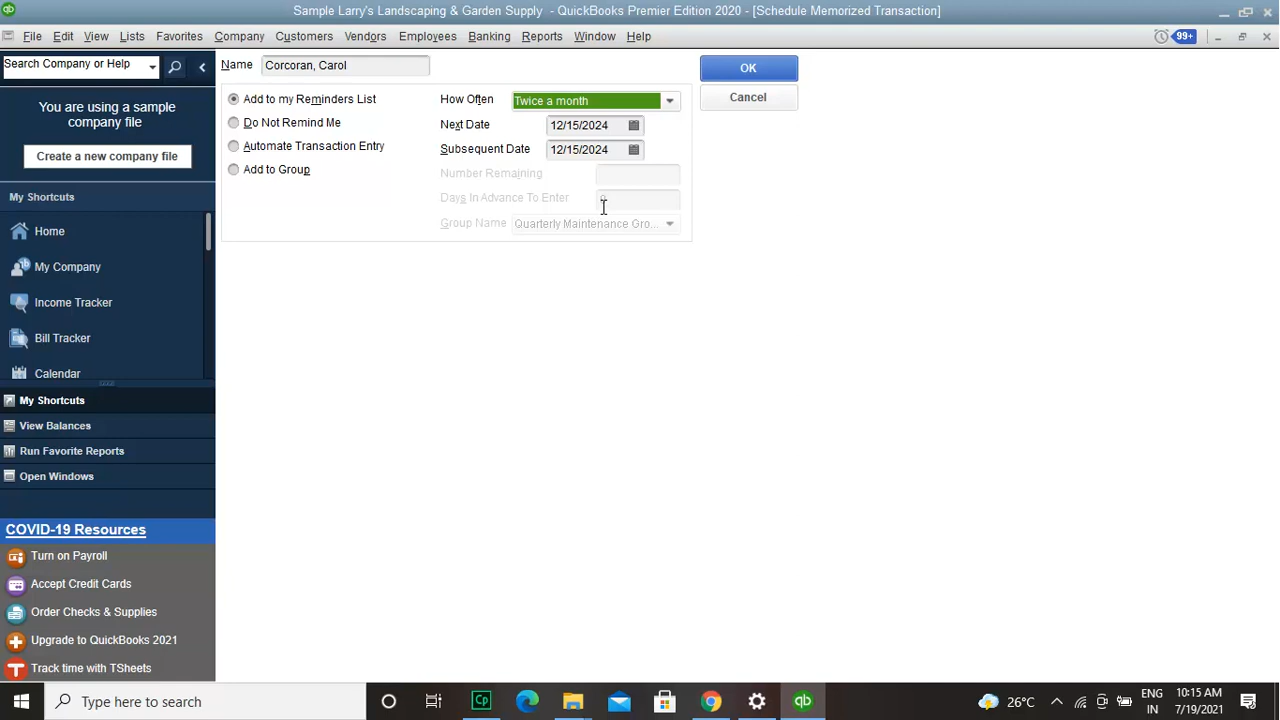 Sample Larry's Landscaping & Garden Supply - QuickBooks Premier Edition 2020 - [Schedule Memorized Transaction]
File Edit View Lists Favorites Company Customers Vendors Employees Banking Reports Window Help 99+
Search Company or Help
You are using a sample
company file
Create a new company file
My Shortcuts
Home
My Company
Income Tracker
Bill Tracker
Calendar
My Shortcuts
View Balances
Run Favorite Reports
Open Windows
COVID-19 Resources
Turn on Payroll
Accept Credit Cards
Order Checks & Supplies
Upgrade to QuickBooks 2021
Track time with TSheets
Name Corcoran, Carol
Add to my Reminders List
Do Not Remind Me
Automate Transaction Entry
Add to Group
How Often Twice a month
Next Date 12/15/2024
Subsequent Date 12/15/2024
Number Remaining
Days In Advance To Enter
Group Name Quarterly Maintenance Gro...
OK
Cancel
Type here to search
Cp
qb
26°C
ENG
IN
10:15 AM
7/19/2021